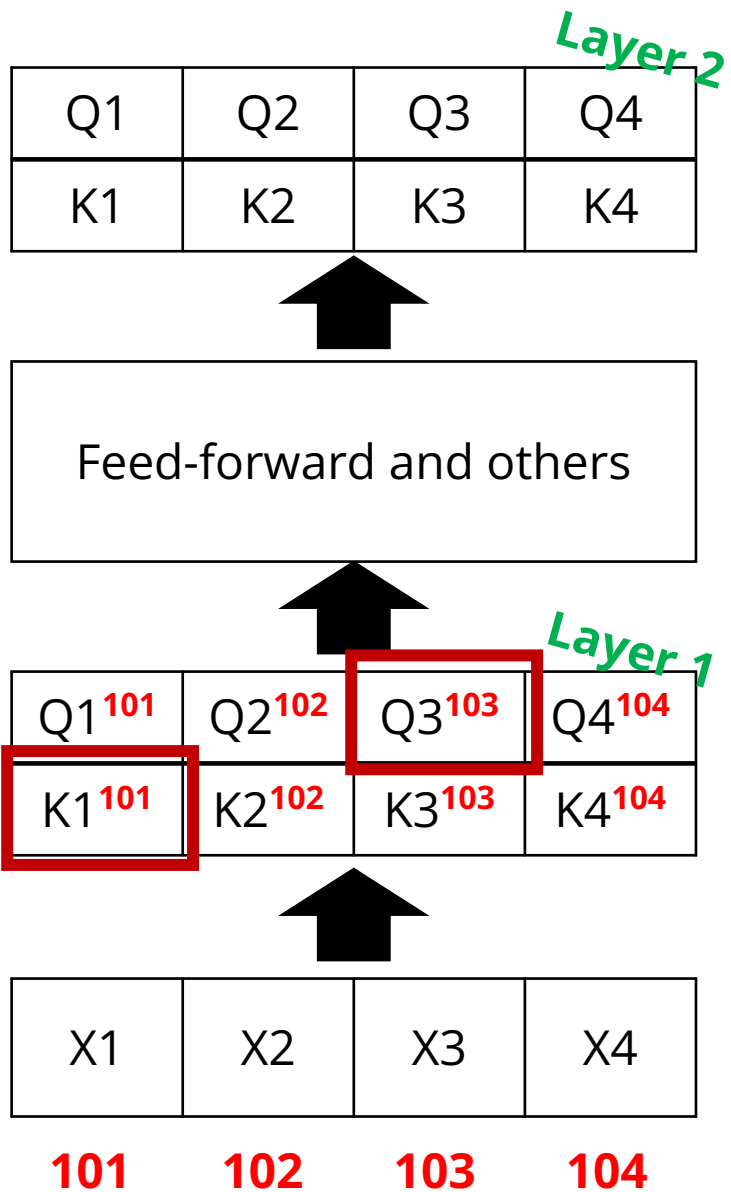 Layer 2
Q1 Q2 Q3 Q4
K1 K2 K3 K4
Feed-forward and others
Layer 1
Q1101 Q2102 Q3103 Q4104
K1101 K2102 K3103 K4104
X1 X2 X3 X4
101 102 103 104